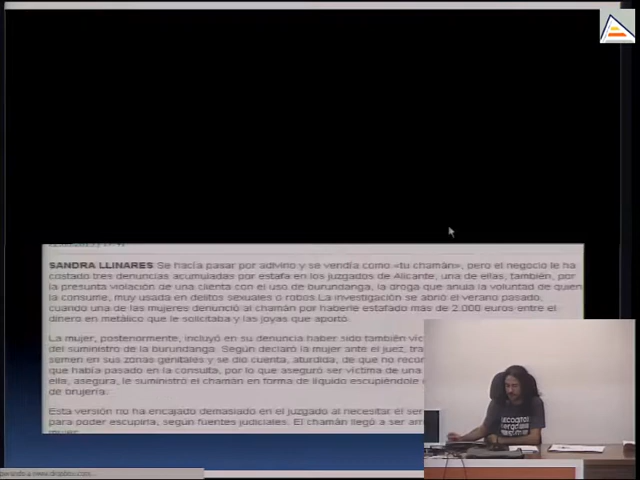 SANDRA LLINARES Se hacía pasar por adivino y se vendía como «tu chamán», pero el negocio le ha
costado tres denuncias acumuladas por estafa en los juzgados de Alicante, una de ellas, también, por
la presunta violación de una clienta con el uso de burundanga, la droga que anula la voluntad de quien
la consume, muy usada en delitos sexuales o robos.La investigación se abrió el verano pasado,
cuando una de las mujeres denunció al chamán por haberle estafado más de 2.000 euros entre el
dinero en metálico que le solicitaba y las joyas que aportó.
La mujer, posteriormente, incluyó en su denuncia haber sido también víc
del suministro de la burundanga. Según declaró la mujer ante el juez, tra
semen en sus zonas genitales y se dio cuenta, aturdida, de que no recor
que había pasado en la consulta, por lo que aseguró ser víctima de una
ella, asegura, le suministró el chamán en forma de líquido escupiéndole
de brujería.
Esta versión no ha encajado demasiado en el juzgado al necesitar él ser
para poder escupirla, según fuentes judiciales. El chamán llegó a ser arr
mujer